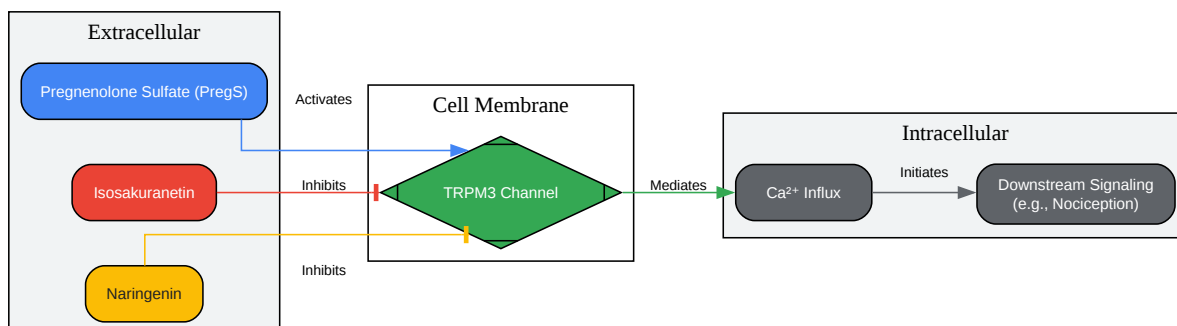 Extracellular
Pregnenolone Sulfate (PregS)
Activates
Isosakuranetin
Inhibits
Naringenin
Inhibits
Cell Membrane
TRPM3 Channel
Mediates
Intracellular
Ca²⁺ Influx
Initiates
Downstream Signaling
(e.g., Nociception)